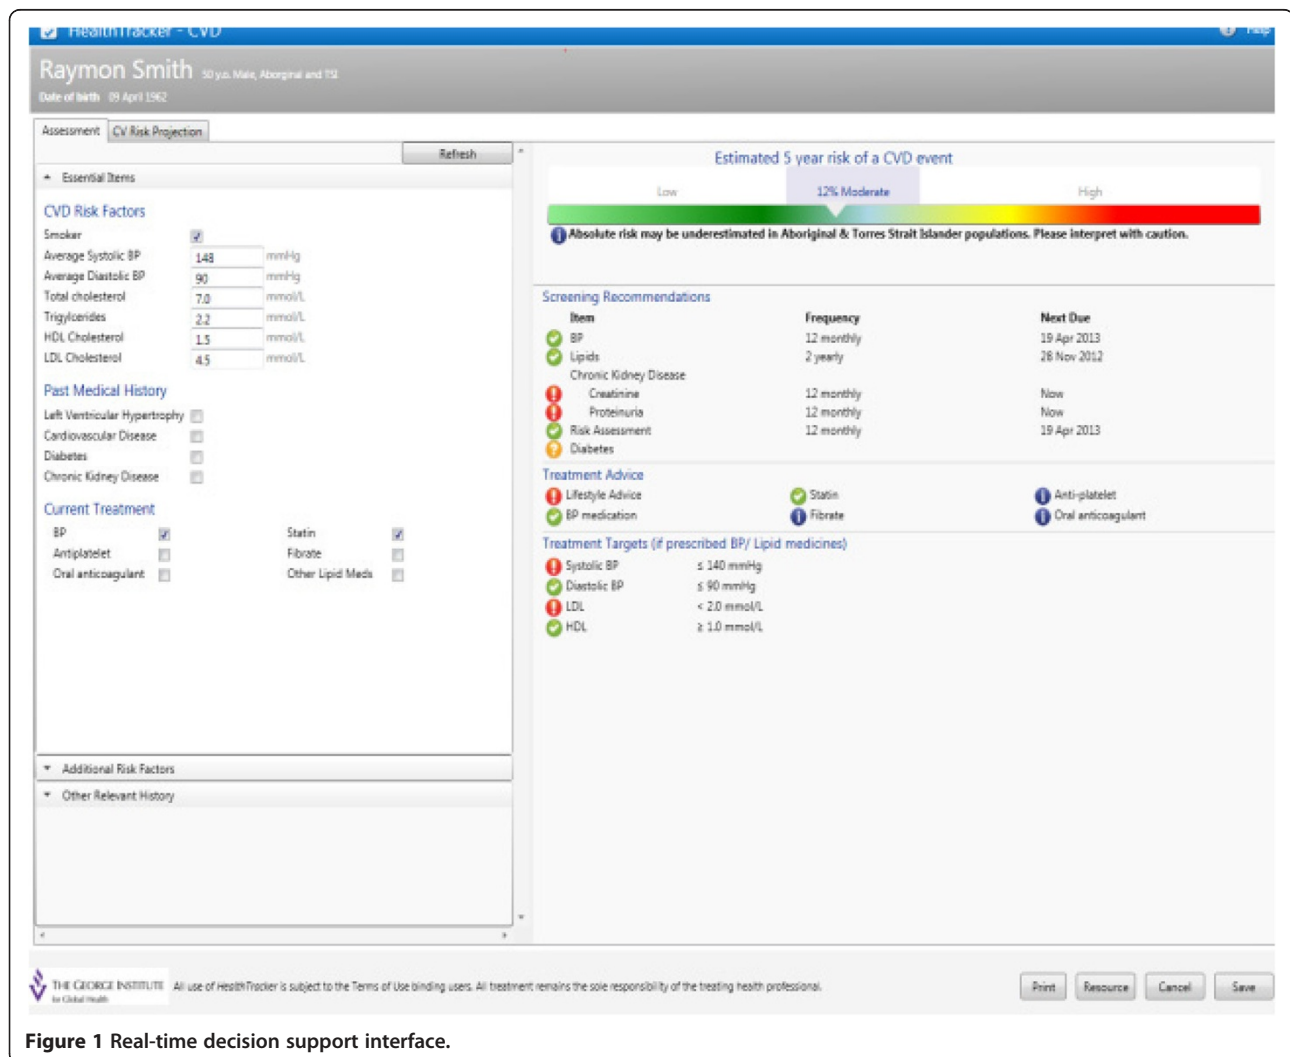 HealthTracker - CVD
Help
Raymon Smith 50 y.o. Male, Aboriginal and TSI
Date of birth 09 April 1962
Assessment CV Risk Projection
Refresh
Essential Items
CVD Risk Factors
Smoker
Average Systolic BP 148 mmHg
Average Diastolic BP 90 mmHg
Total cholesterol 7.0 mmol/L
Trigylcerides 2.2 mmol/L
HDL Cholesterol 1.5 mmol/L
LDL Cholesterol 4.5 mmol/L
Past Medical History
Left Ventricular Hypertrophy
Cardiovascular Disease
Diabetes
Chronic Kidney Disease
Current Treatment
BP Statin
Antiplatelet Fibrate
Oral anticoagulant Other Lipid Meds
Additional Risk Factors
Other Relevant History
Estimated 5 year risk of a CVD event
Low 12% Moderate High
Absolute risk may be underestimated in Aboriginal & Torres Strait Islander populations. Please interpret with caution.
Screening Recommendations
Item Frequency Next Due
BP 12 monthly 19 Apr 2013
Lipids 2 yearly 28 Nov 2012
Chronic Kidney Disease
Creatinine 12 monthly Now
Proteinuria 12 monthly Now
Risk Assessment 12 monthly 19 Apr 2013
Diabetes
Treatment Advice
Lifestyle Advice Statin Anti-platelet
BP medication Fibrate Oral anticoagulant
Treatment Targets (if prescribed BP/ Lipid medicines)
Systolic BP ≤ 140 mmHg
Diastolic BP ≤ 90 mmHg
LDL < 2.0 mmol/L
HDL ≥ 1.0 mmol/L
THE GEORGE INSTITUTE
for Global Health
All use of HealthTracker is subject to the Terms of Use binding users. All treatment remains the sole responsibility of the treating health professional.
Print Resource Cancel Save
Figure 1 Real-time decision support interface.